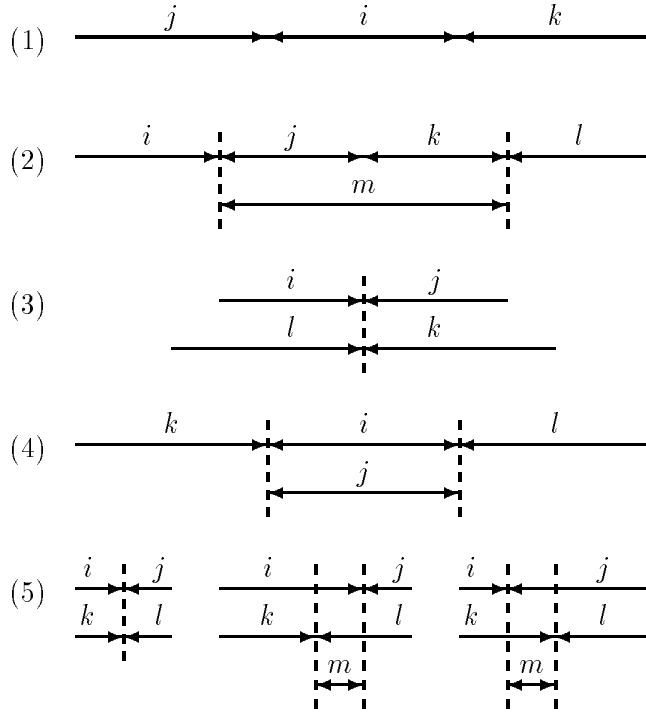 j i k
(1)
i j k l
(2)
m
i j
(3)
l k
k i l
(4)
j
i j i j i j
(5)
k l k l k l
m m